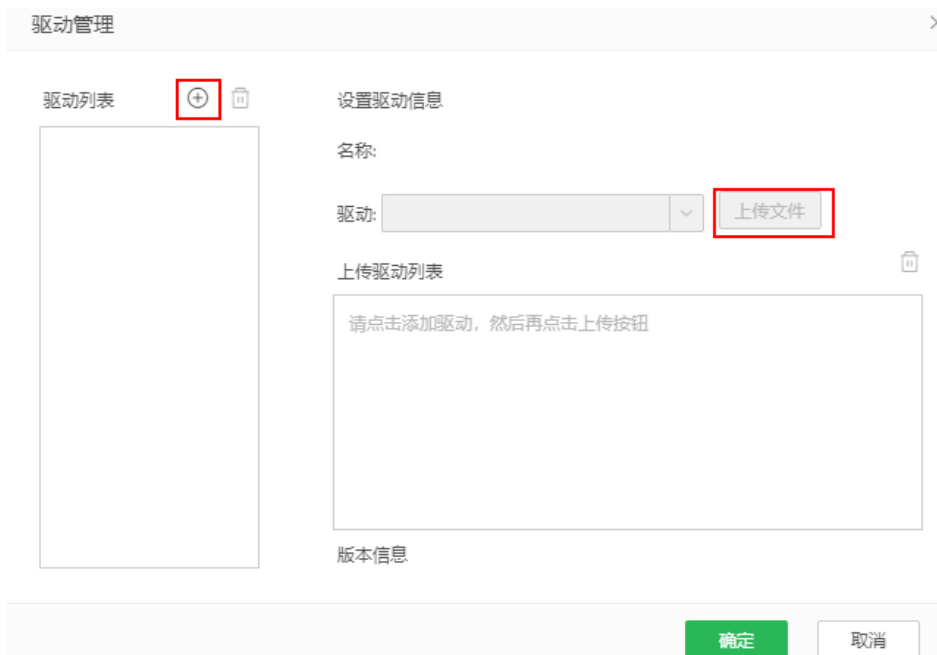 驱动管理
驱动列表
设置驱动信息
名称:
驱动:
上传文件
上传驱动列表
请点击添加驱动，然后再点击上传按钮
版本信息
确定
取消